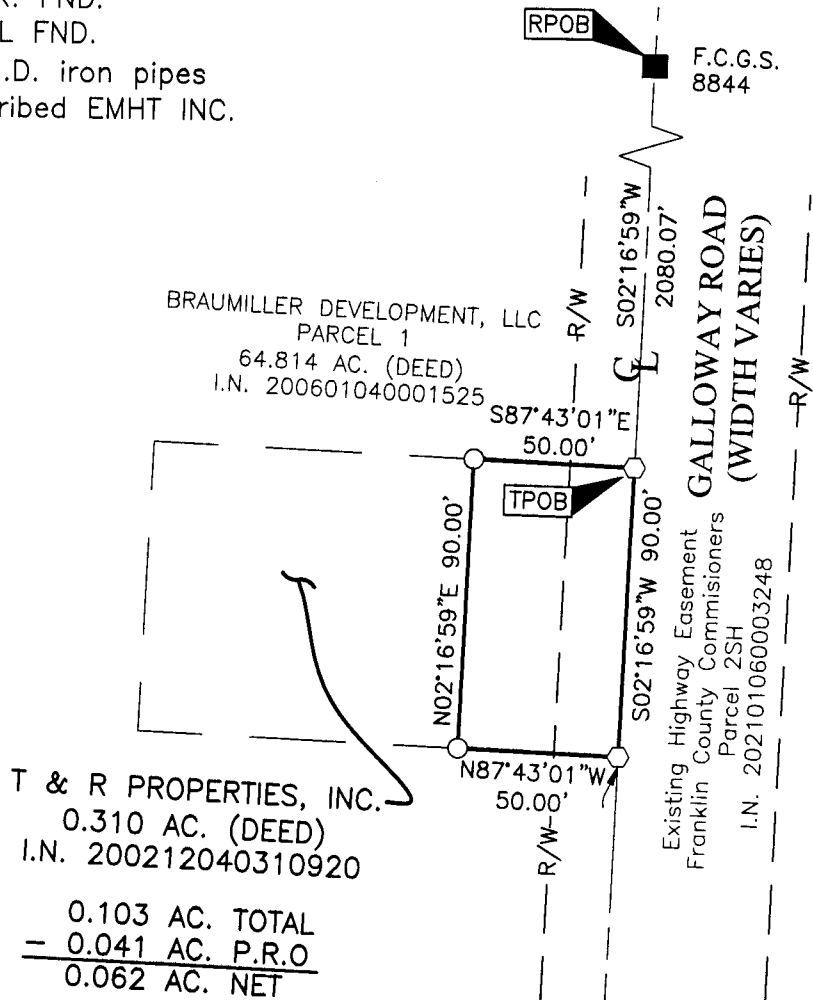 R. FND.
L FND.
.D. iron pipes
ribed EMHT INC.
RPOB
F.C.G.S.
8844
S02°16'59"W
2080.07'
GALLOWAY ROAD
(WIDTH VARIES)
R/W
R/W
BRAUMILLER DEVELOPMENT, LLC
PARCEL 1
64.814 AC. (DEED)
I.N. 200601040001525
CL
S87°43'01"E
50.00'
TPOB
N02°16'59"E 90.00'
S02°16'59"W 90.00'
Existing Highway Easement
Franklin County Commisioners
Parcel 2SH
I.N. 202101060003248
N87°43'01"W
50.00'
R/W
T & R PROPERTIES, INC.
0.310 AC. (DEED)
I.N. 200212040310920
0.103 AC. TOTAL
- 0.041 AC. P.R.O
0.062 AC. NET